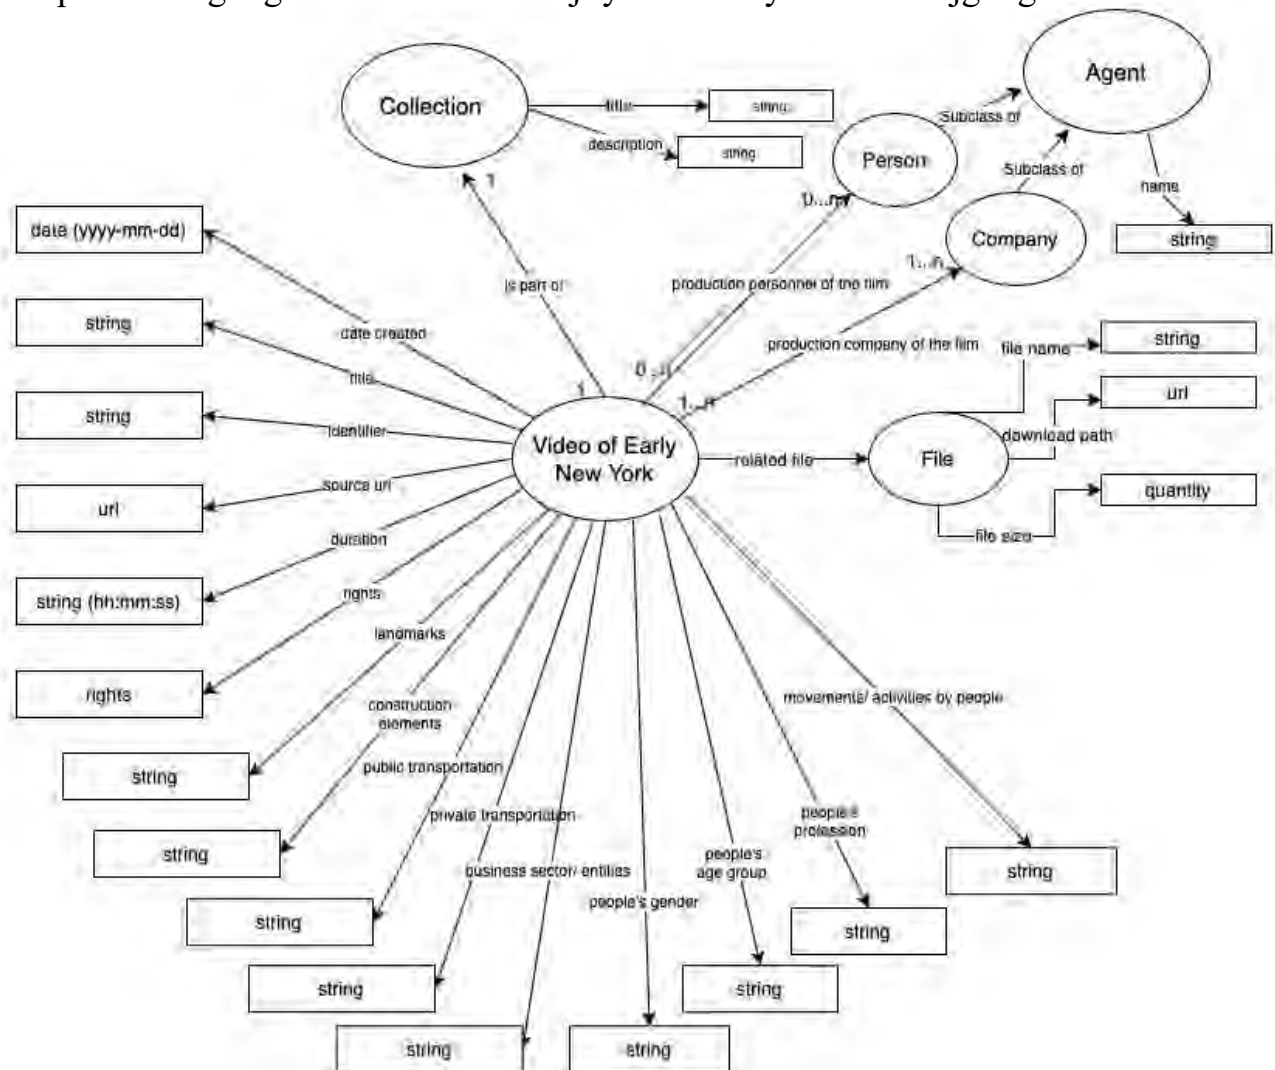 Agent
Collection
title
string
description
string
Subclass of
Person
Subclass of
name
string
1
0...n
Company
1...n
date (yyyy-mm-dd)
is part of
production personnel of the film
string
date created
production company of the film
file name
string
title
0...n
url
1
1...n
string
identifier
Video of Early
New York
related file
File
download path
source url
url
quantity
duration
file size
string (hh:mm:ss)
rights
landmarks
rights
movements/ activities by people
construction
elements
string
public transportation
private transportation
people's
profession
string
business sector/ entities
people's
age group
string
people's gender
string
string
string
string
string
string